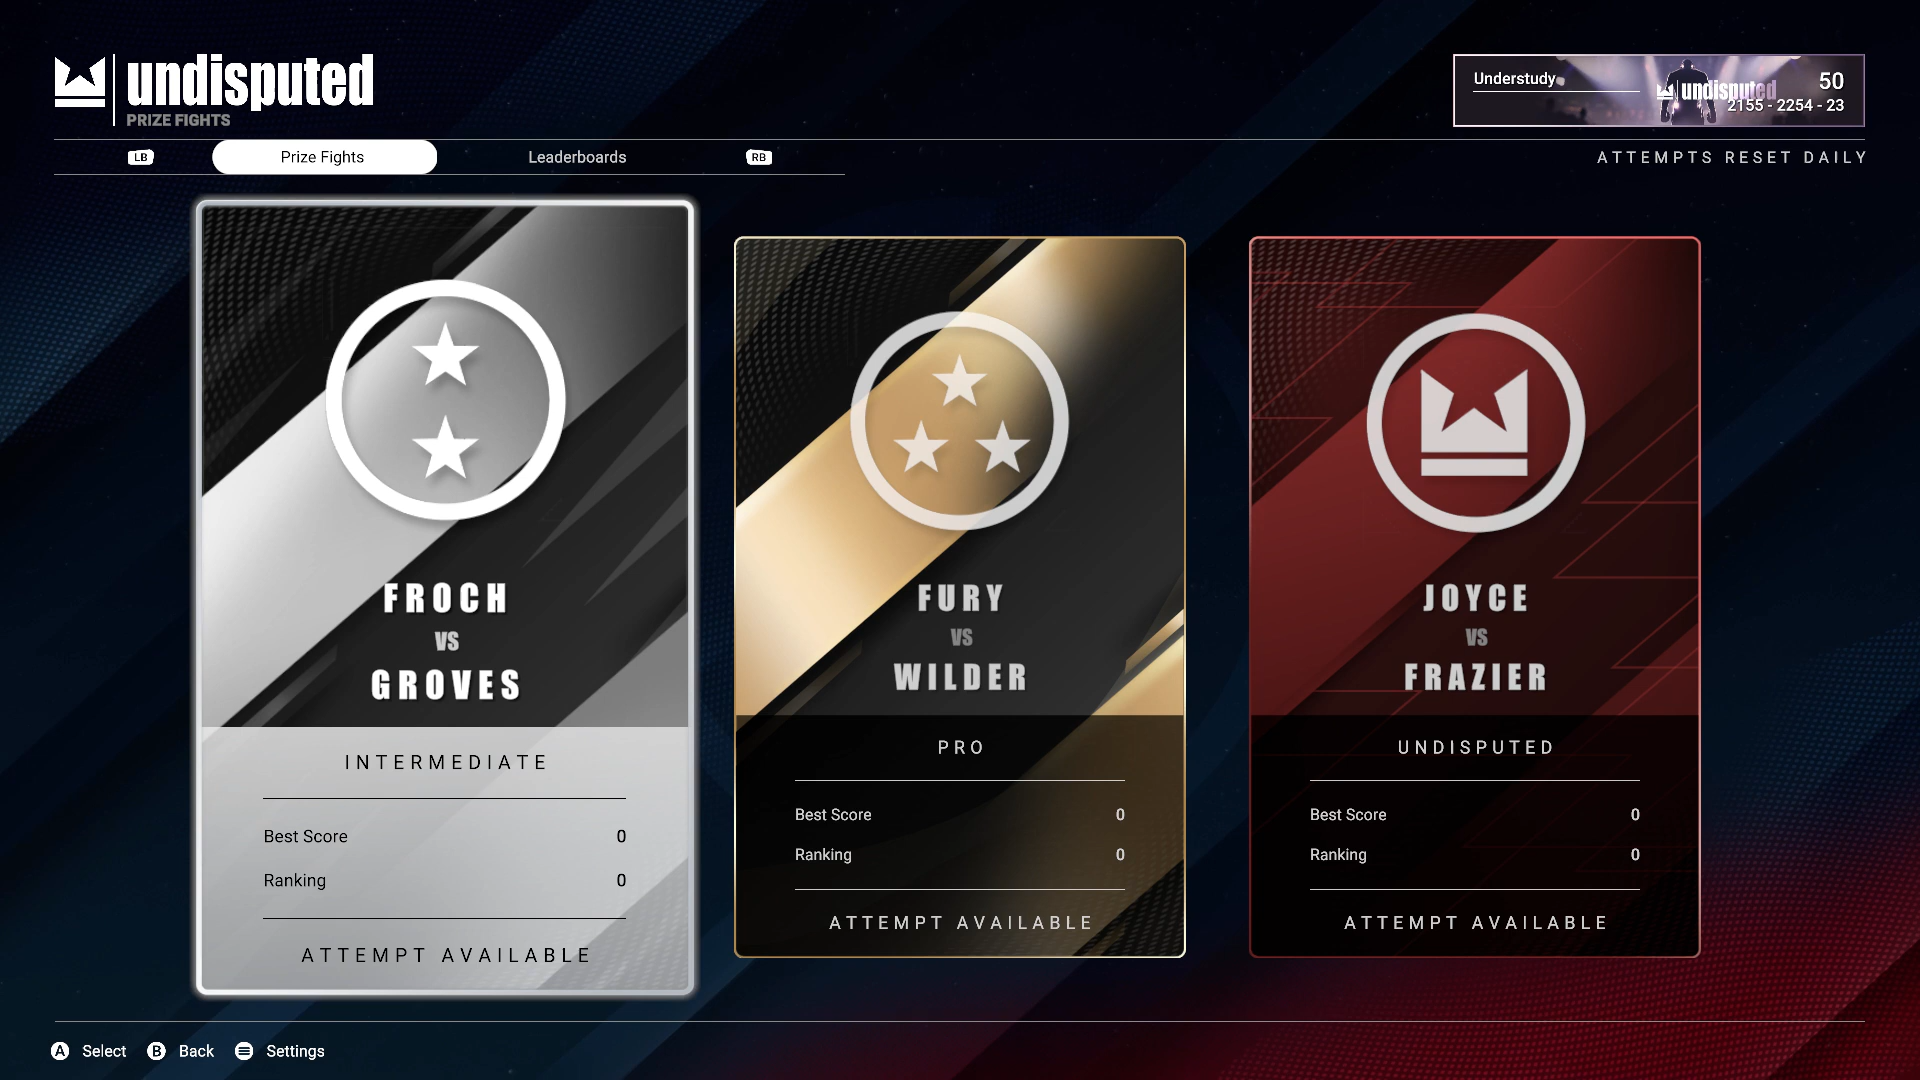 undisputed
PRIZE FIGHTS
Understudy
undisputed
50
2155 - 2254 - 23
LB
Prize Fights
Leaderboards
RB
ATTEMPTS RESET DAILY
FROCH
VS
GROVES
INTERMEDIATE
Best Score 0
Ranking 0
ATTEMPT AVAILABLE
FURY
VS
WILDER
PRO
Best Score 0
Ranking 0
ATTEMPT AVAILABLE
JOYCE
VS
FRAZIER
UNDISPUTED
Best Score 0
Ranking 0
ATTEMPT AVAILABLE
A Select B Back Settings